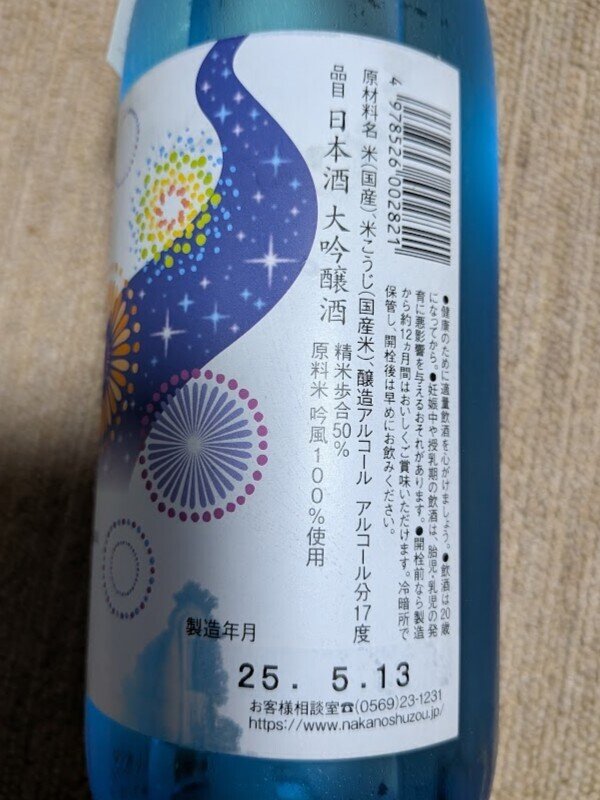 4 978526 002821
●健康のために適量飲酒を心がけましょう。●飲酒は20歳
になってから。●妊娠中や授乳期の飲酒は、胎児・乳児の発
育に悪影響を与えるおそれがあります。●開栓前なら製造
から約12ヵ月間はおいしくご賞味いただけます。冷暗所で
保管し、開栓後は早めにお飲みください。
原材料名 米(国産)、米こうじ(国産米)、醸造アルコール アルコール分17度
品目 日本酒 大吟醸酒
精米歩合50%
原料米 吟風100%使用
製造年月
25. 5.13
お客様相談室☎(0569)23-1231
https://www.nakanoshuzou.jp/